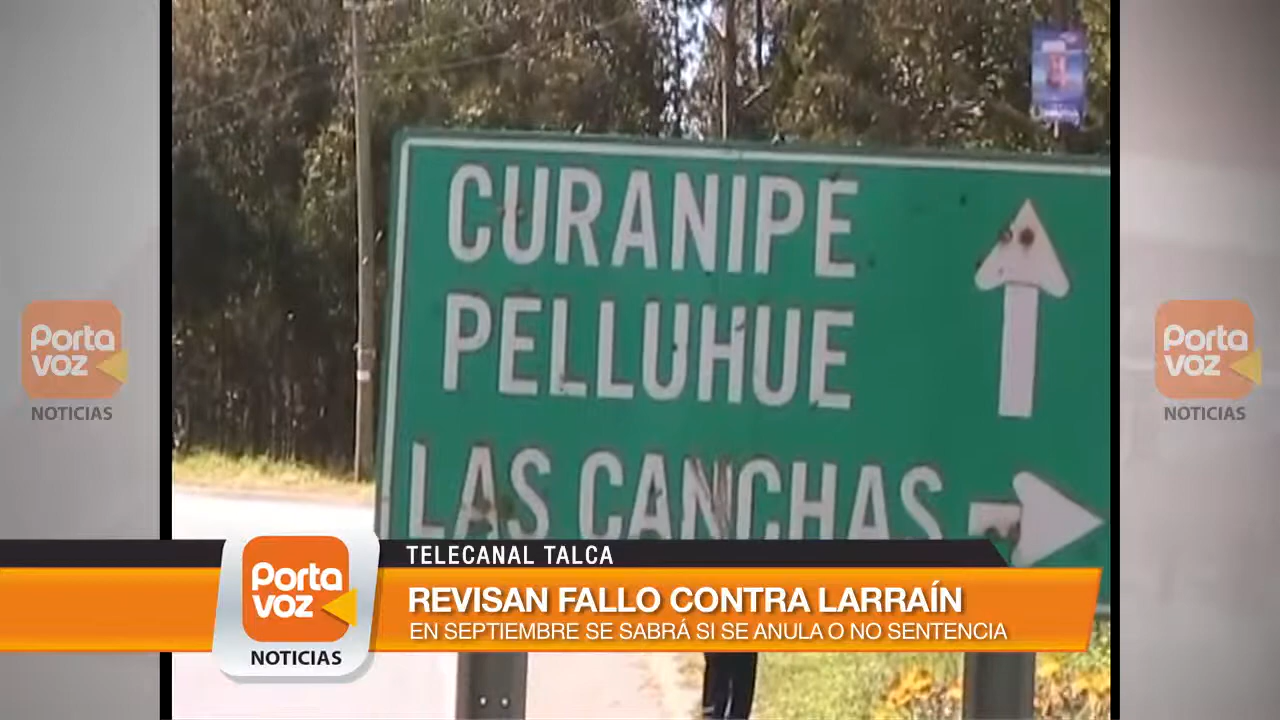 CURANIPE
PELLUHUE
LAS CANCHAS
Porta
voz
NOTICIAS
Porta
voz
NOTICIAS
TELECANAL TALCA
REVISAN FALLO CONTRA LARRAÍN
EN SEPTIEMBRE SE SABRÁ SI SE ANULA O NO SENTENCIA
Porta
voz
NOTICIAS